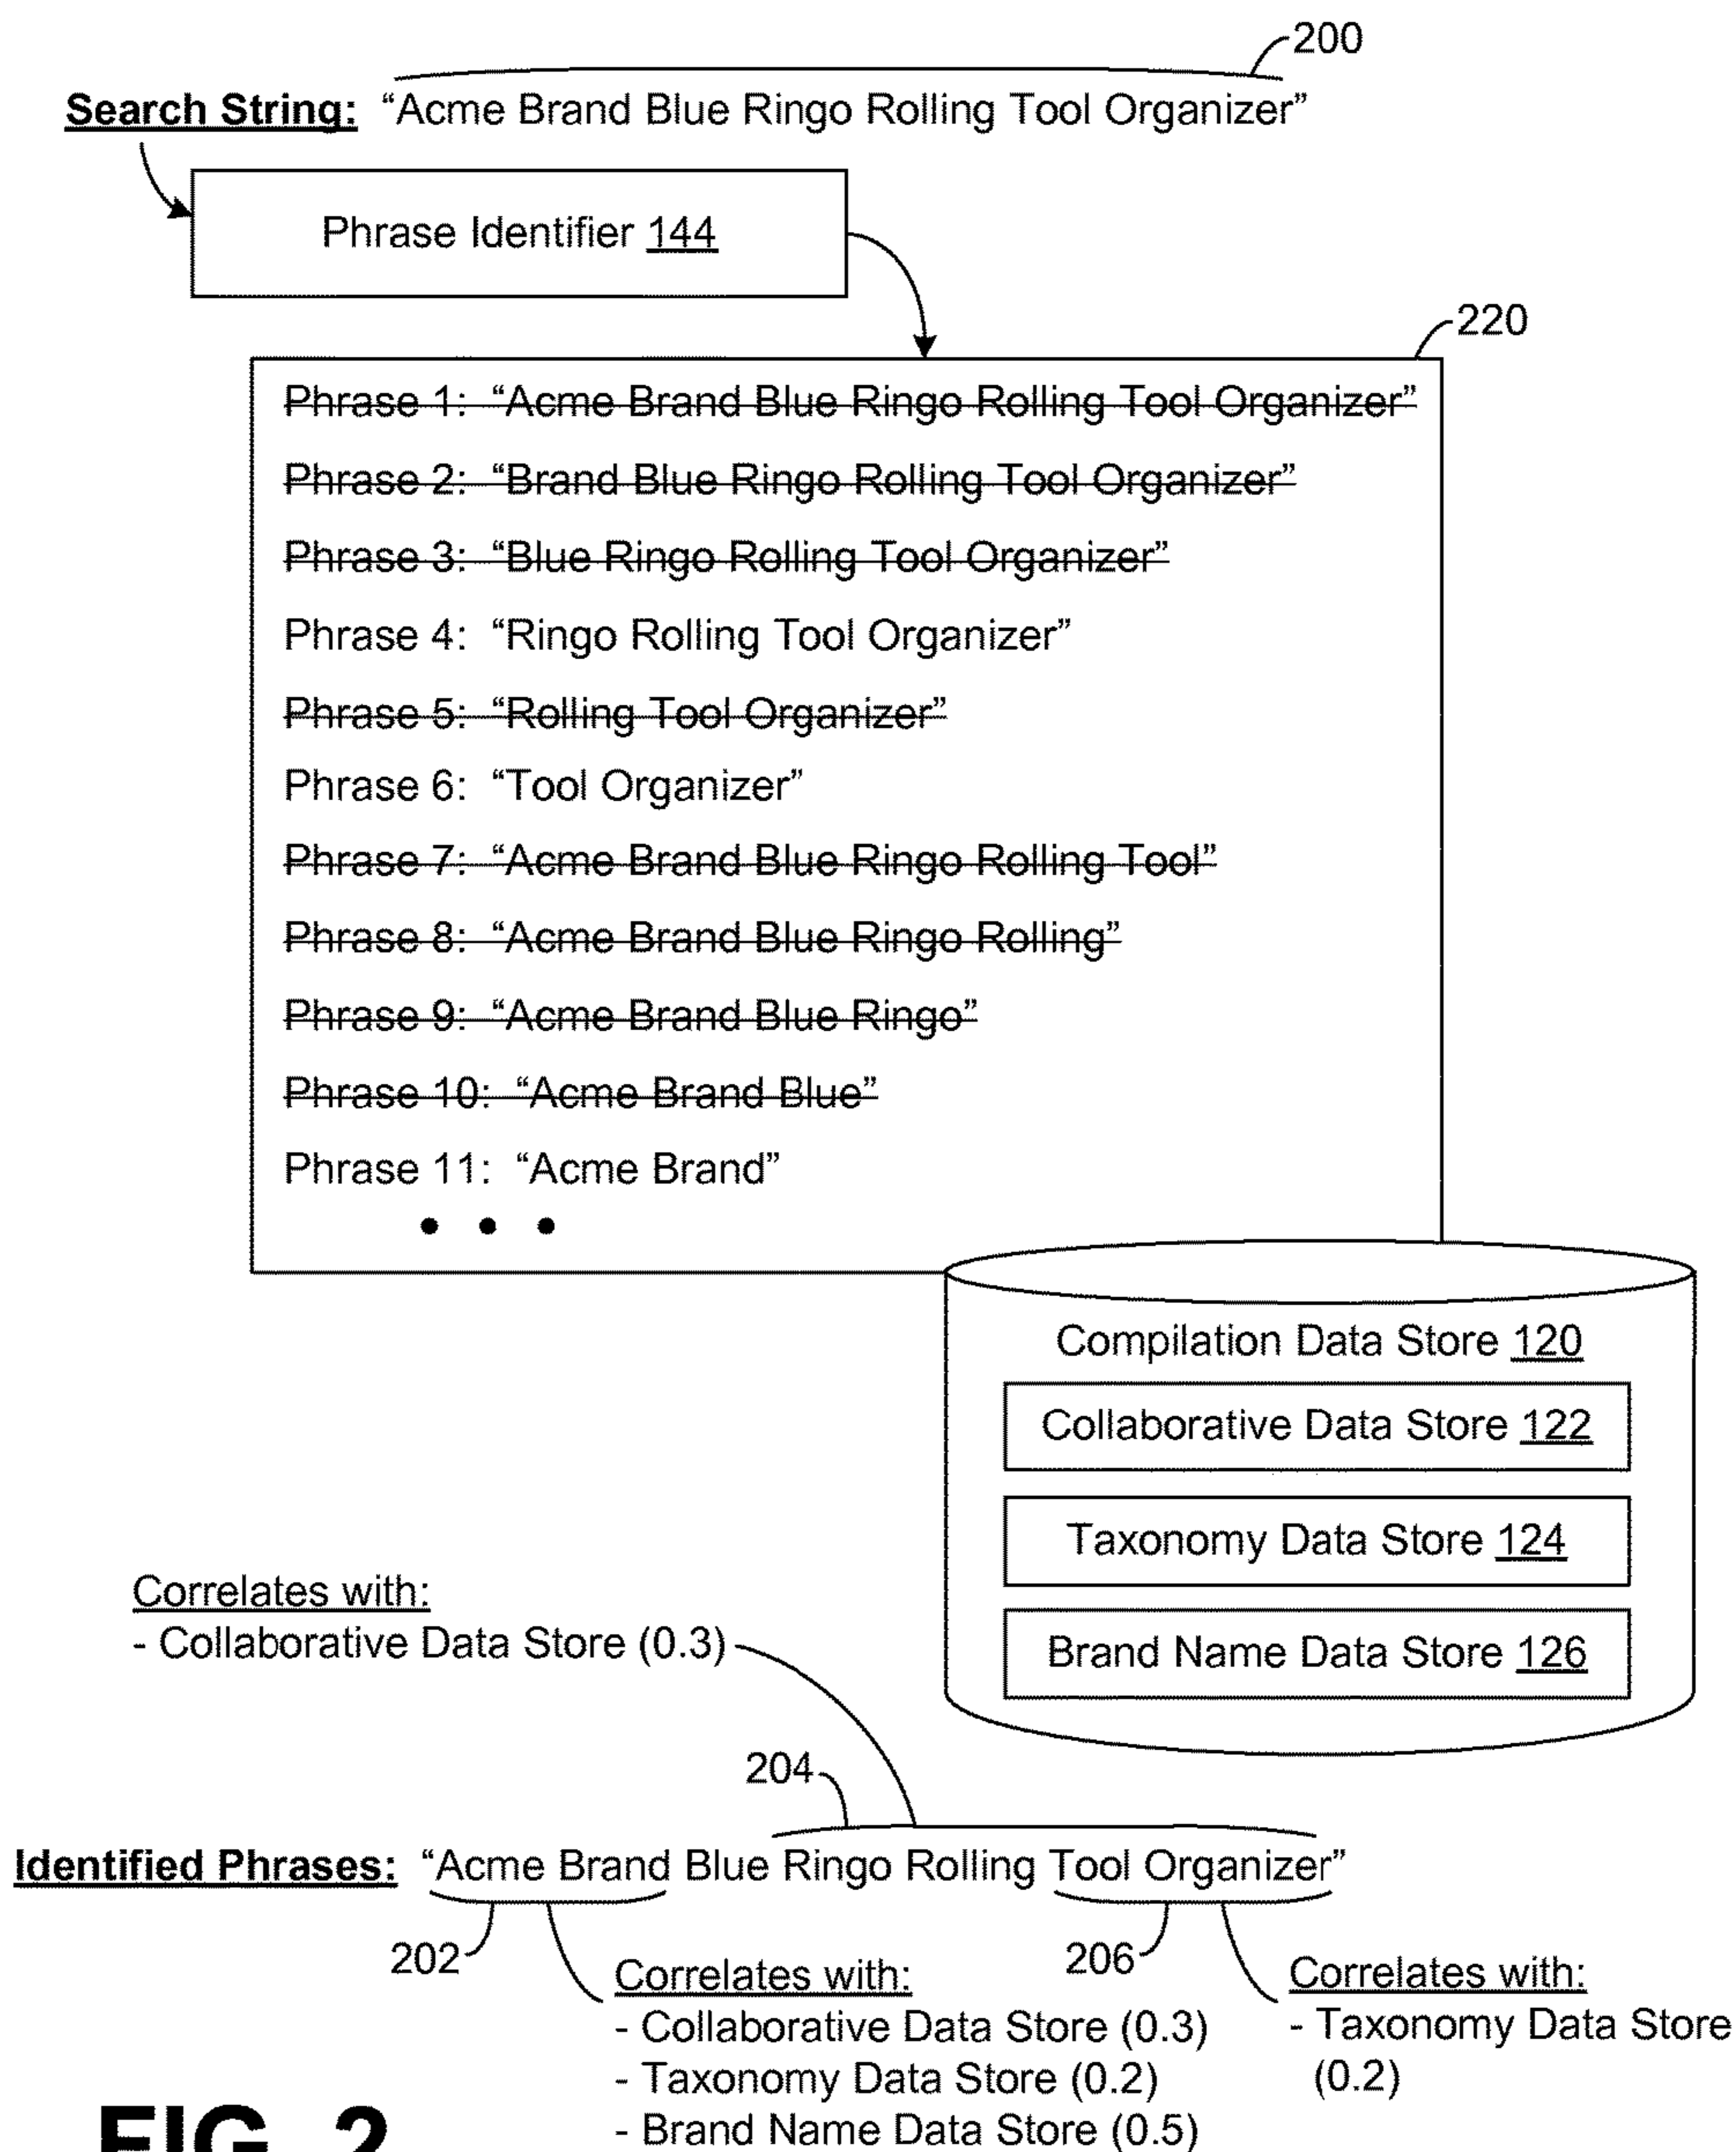 200
Search String: “Acme Brand Blue Ringo Rolling Tool Organizer”
Phrase Identifier 144
220
Phrase 1: “Acme Brand Blue Ringo Rolling Tool Organizer”
Phrase 2: “Brand Blue Ringo Rolling Tool Organizer”
Phrase 3: “Blue Ringo Rolling Tool Organizer”
Phrase 4: “Ringo Rolling Tool Organizer”
Phrase 5: “Rolling Tool Organizer”
Phrase 6: “Tool Organizer”
Phrase 7: “Acme Brand Blue Ringo Rolling Tool”
Phrase 8: “Acme Brand Blue Ringo Rolling”
Phrase 9: “Acme Brand Blue Ringo”
Phrase 10: “Acme Brand Blue”
Phrase 11: “Acme Brand”
• • •
Compilation Data Store 120
Collaborative Data Store 122
Taxonomy Data Store 124
Brand Name Data Store 126
Correlates with:
- Collaborative Data Store (0.3)
204
Identified Phrases: “Acme Brand Blue Ringo Rolling Tool Organizer”
202
Correlates with:
- Collaborative Data Store (0.3)
- Taxonomy Data Store (0.2)
- Brand Name Data Store (0.5)
206
Correlates with:
- Taxonomy Data Store
(0.2)
FIG. 2